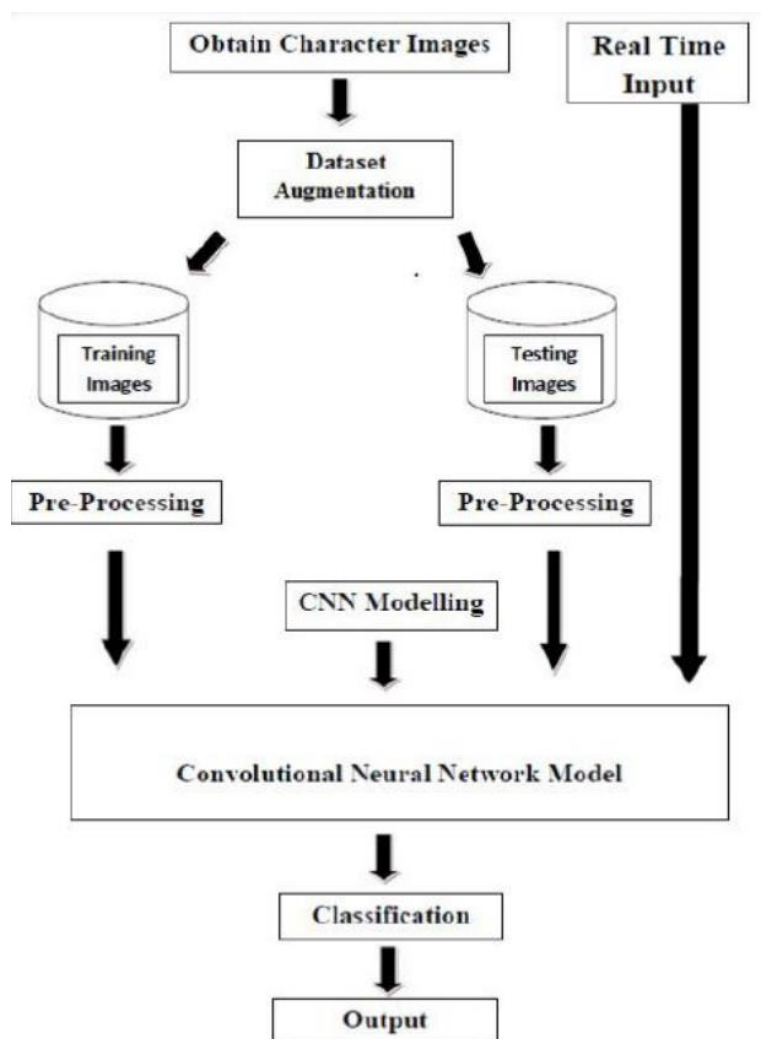 Obtain Character Images
Real Time
Input
Dataset
Augmentation
Training
Images
Testing
Images
Pre-Processing
Pre-Processing
CNN Modelling
Convolutional Neural Network Model
Classification
Output